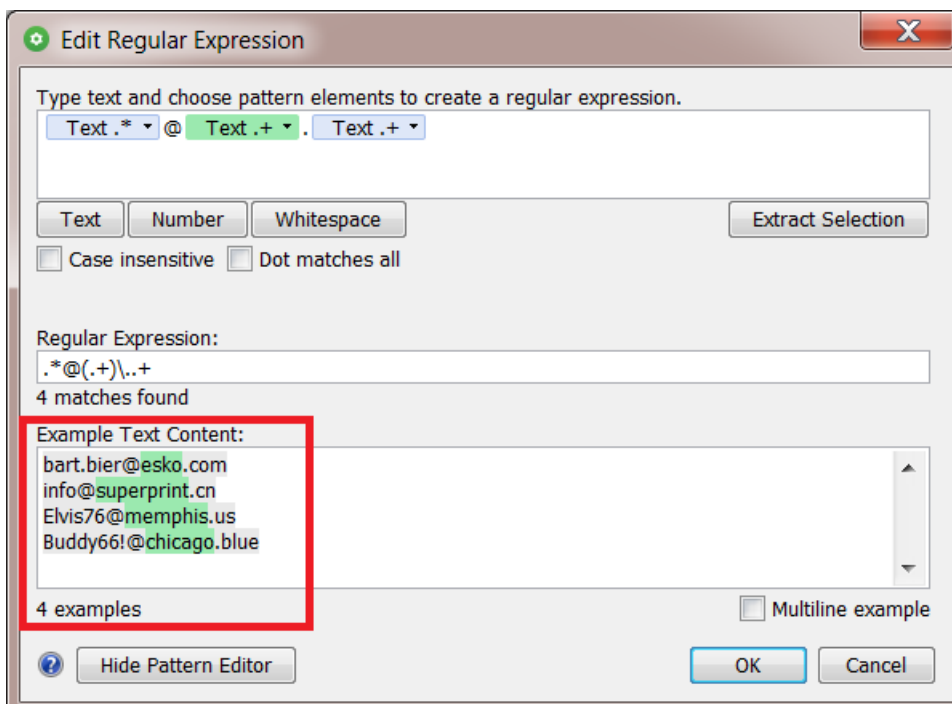 Edit Regular Expression
X
Type text and choose pattern elements to create a regular expression.
Text .* @ Text .+ . Text .+
Text Number Whitespace Extract Selection
Case insensitive Dot matches all
Regular Expression:
.*@(.+)\..+
4 matches found
Example Text Content:
bart.bier@esko.com
info@superprint.cn
Elvis76@memphis.us
Buddy66!@chicago.blue
4 examples Multiline example
? Hide Pattern Editor OK Cancel